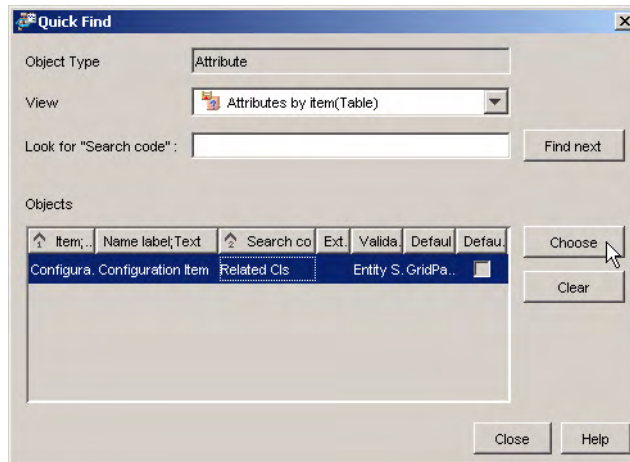 Quick Find
Object Type Attribute
View Attributes by item(Table)
Look for "Search code" : Find next
Objects
1 Item;.. Name label;Text 2 Search co Ext. Valida. Defaul Defau. Choose
Configura. Configuration Item Related CIs Entity S. GridPa..
Clear
Close Help